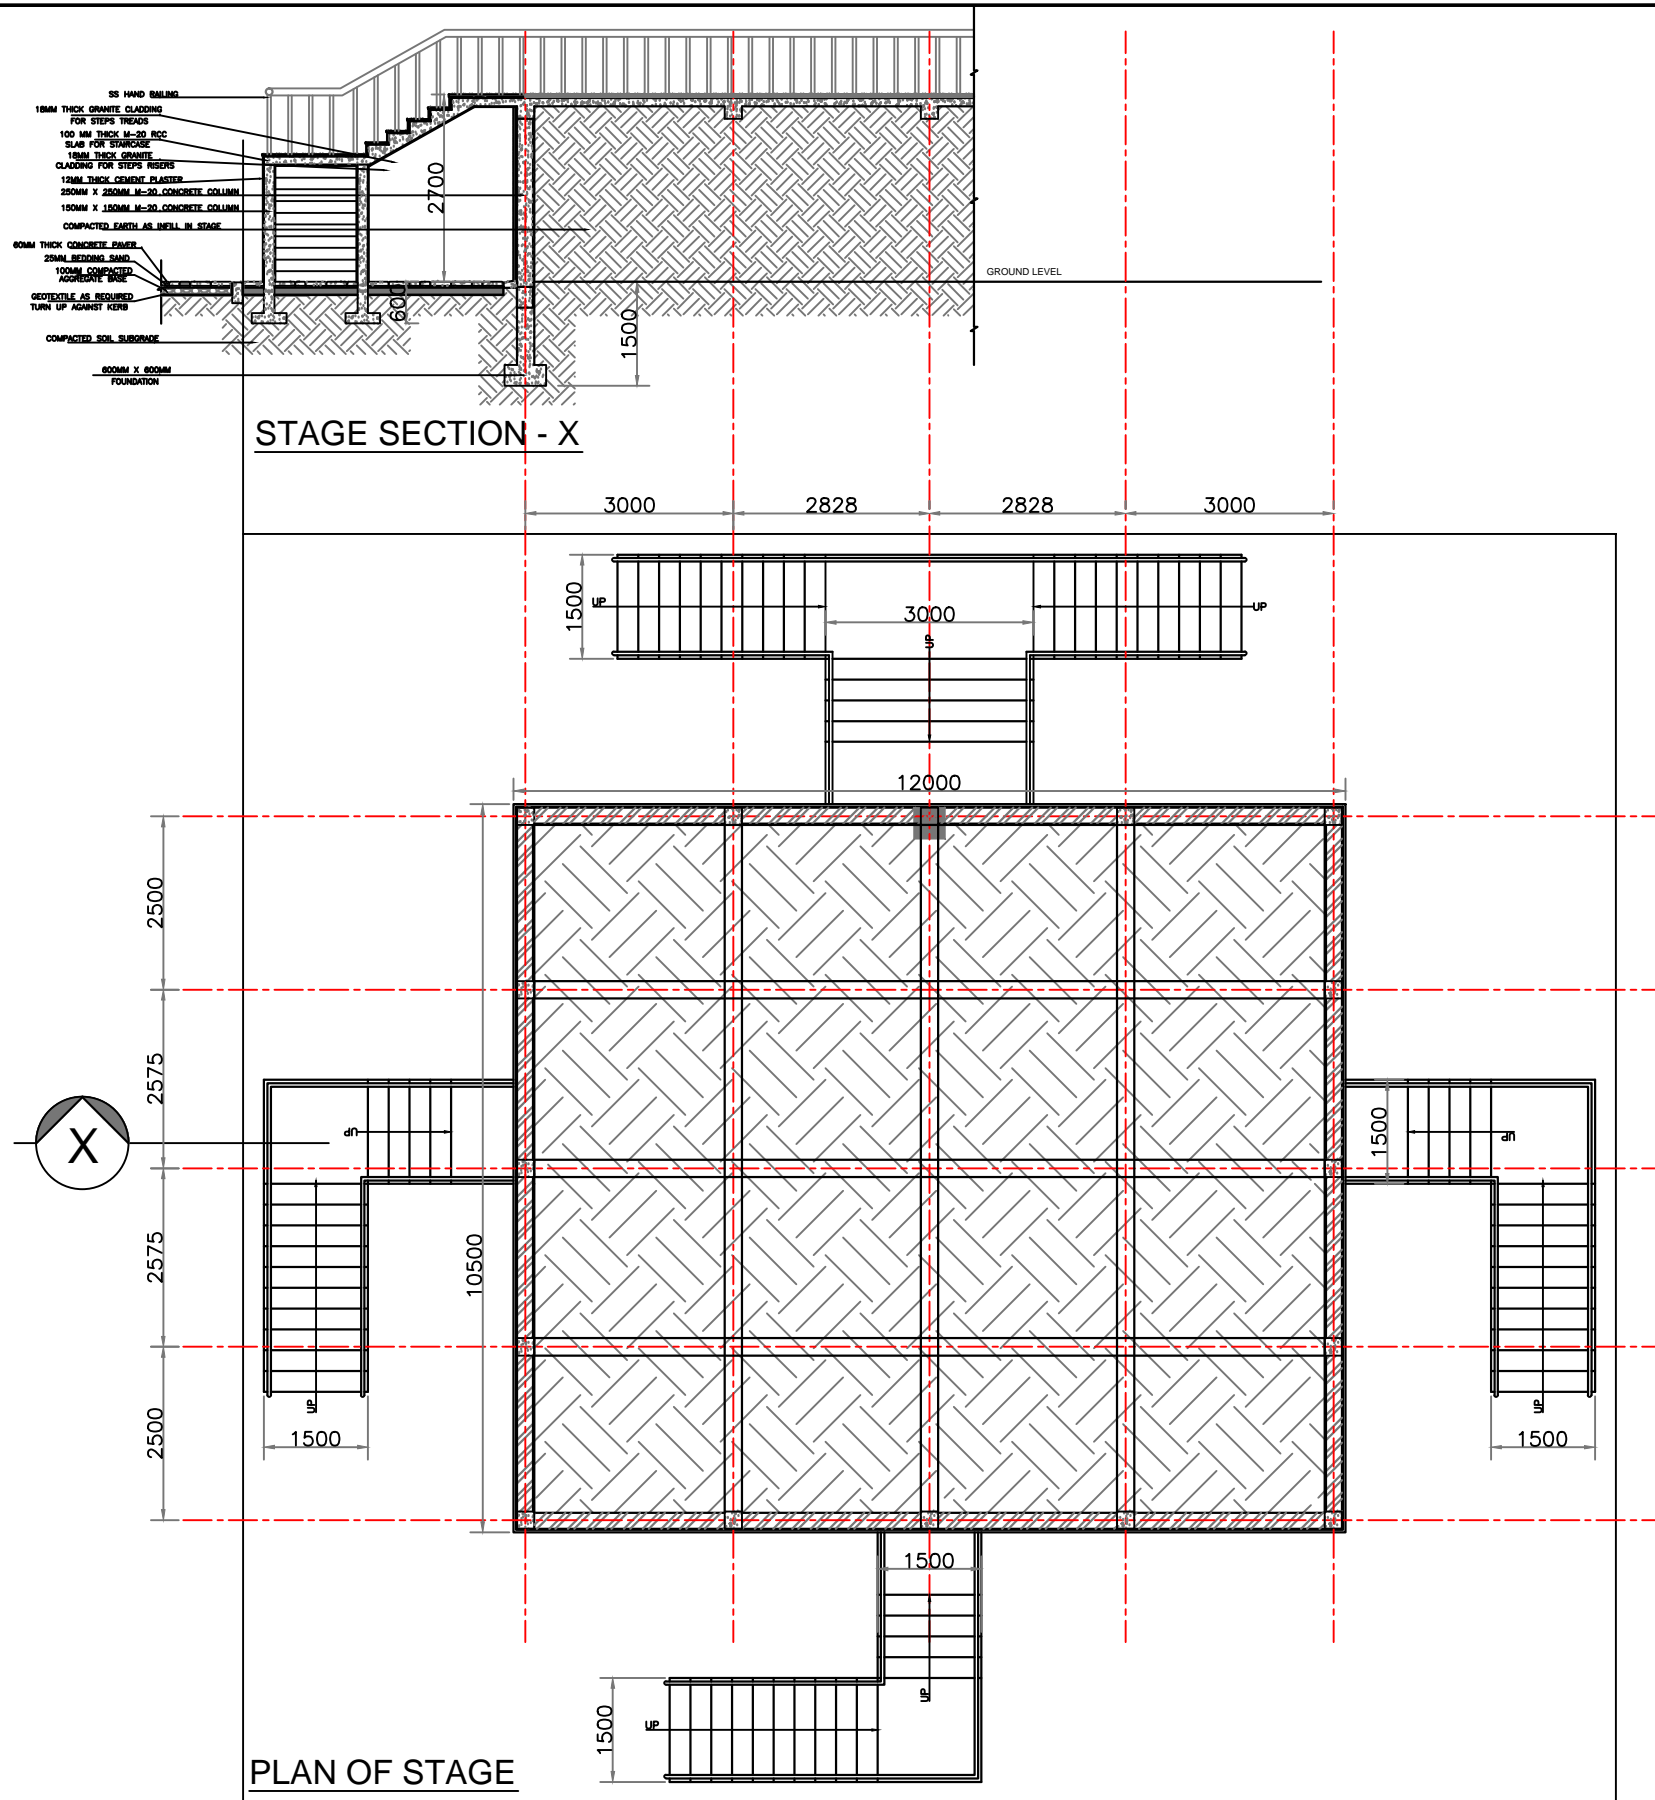 SS HAND RAILING
18MM THICK GRANITE CLADDING
FOR STEPS TREADS
100 MM THICK M-20 RCC
SLAB FOR STAIRCASE
18MM THICK GRANITE
CLADDING FOR STEPS RISERS
12MM THICK CEMENT PLASTER
250MM X 250MM M-20 CONCRETE COLUMN
150MM X 150MM M-20 CONCRETE COLUMN
COMPACTED EARTH AS INFILL IN STAGE
60MM THICK CONCRETE PAVER
25MM BEDDING SAND
100MM COMPACTED
AGGREGATE BASE
GEOTEXTILE AS REQUIRED
TURN UP AGAINST KERB
COMPACTED SOIL SUBGRADE
600MM X 600MM
FOUNDATION
2700
600
1500
GROUND LEVEL
STAGE SECTION - X
3000
2828
2828
3000
1500
UP
3000
UP
UP
12000
2500
2575
2575
2500
10500
X
UP
UP
1500
1500
UP
UP
1500
1500
UP
1500
UP
PLAN OF STAGE